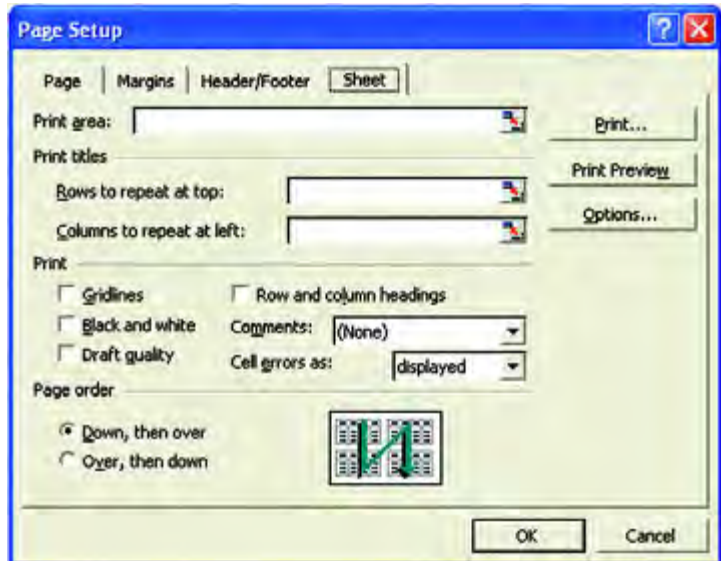 Page Setup
Page Margins Header/Footer Sheet
Print area:
Print...
Print titles
Print Preview
Rows to repeat at top:
Options...
Columns to repeat at left:
Print
Gridlines Row and column headings
Black and white Comments: (None)
Draft quality Cell errors as: displayed
Page order
Down, then over
Over, then down
OK Cancel